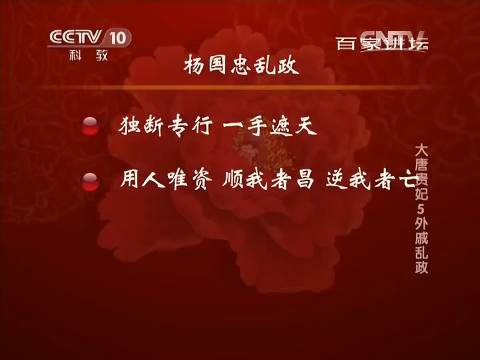 CCTV 10
科教
百家讲坛
CNTV
杨国忠乱政
独断专行 一手遮天
用人唯资 顺我者昌 逆我者亡
大唐贵妃5外戚乱政